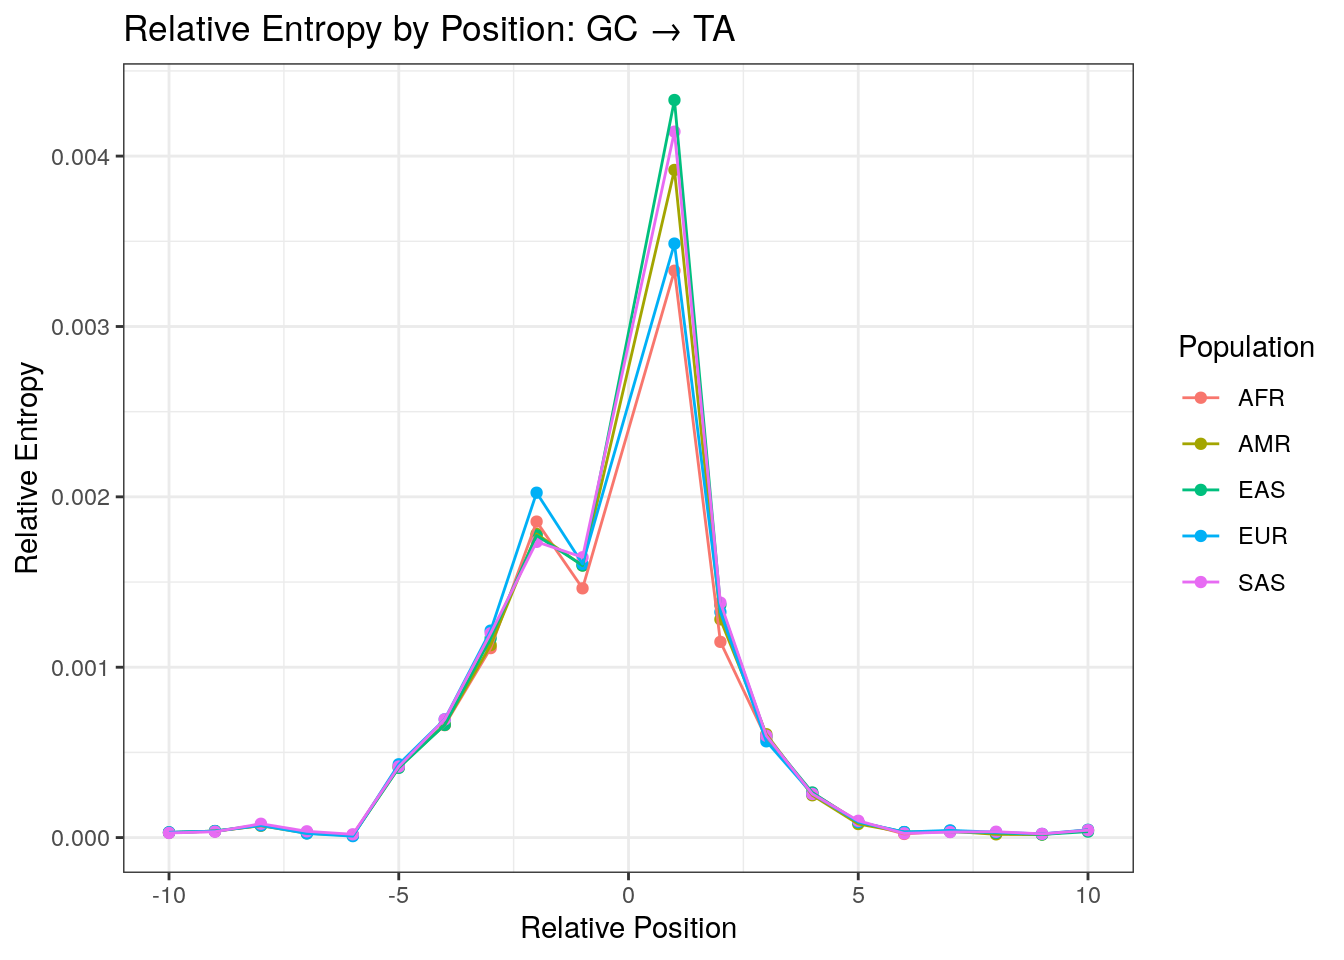 Relative Entropy by Position: GC → TA
0.004
0.003
0.002
0.001
0.000
Relative Entropy
-10 -5 0 5 10
Relative Position
Population
AFR
AMR
EAS
EUR
SAS